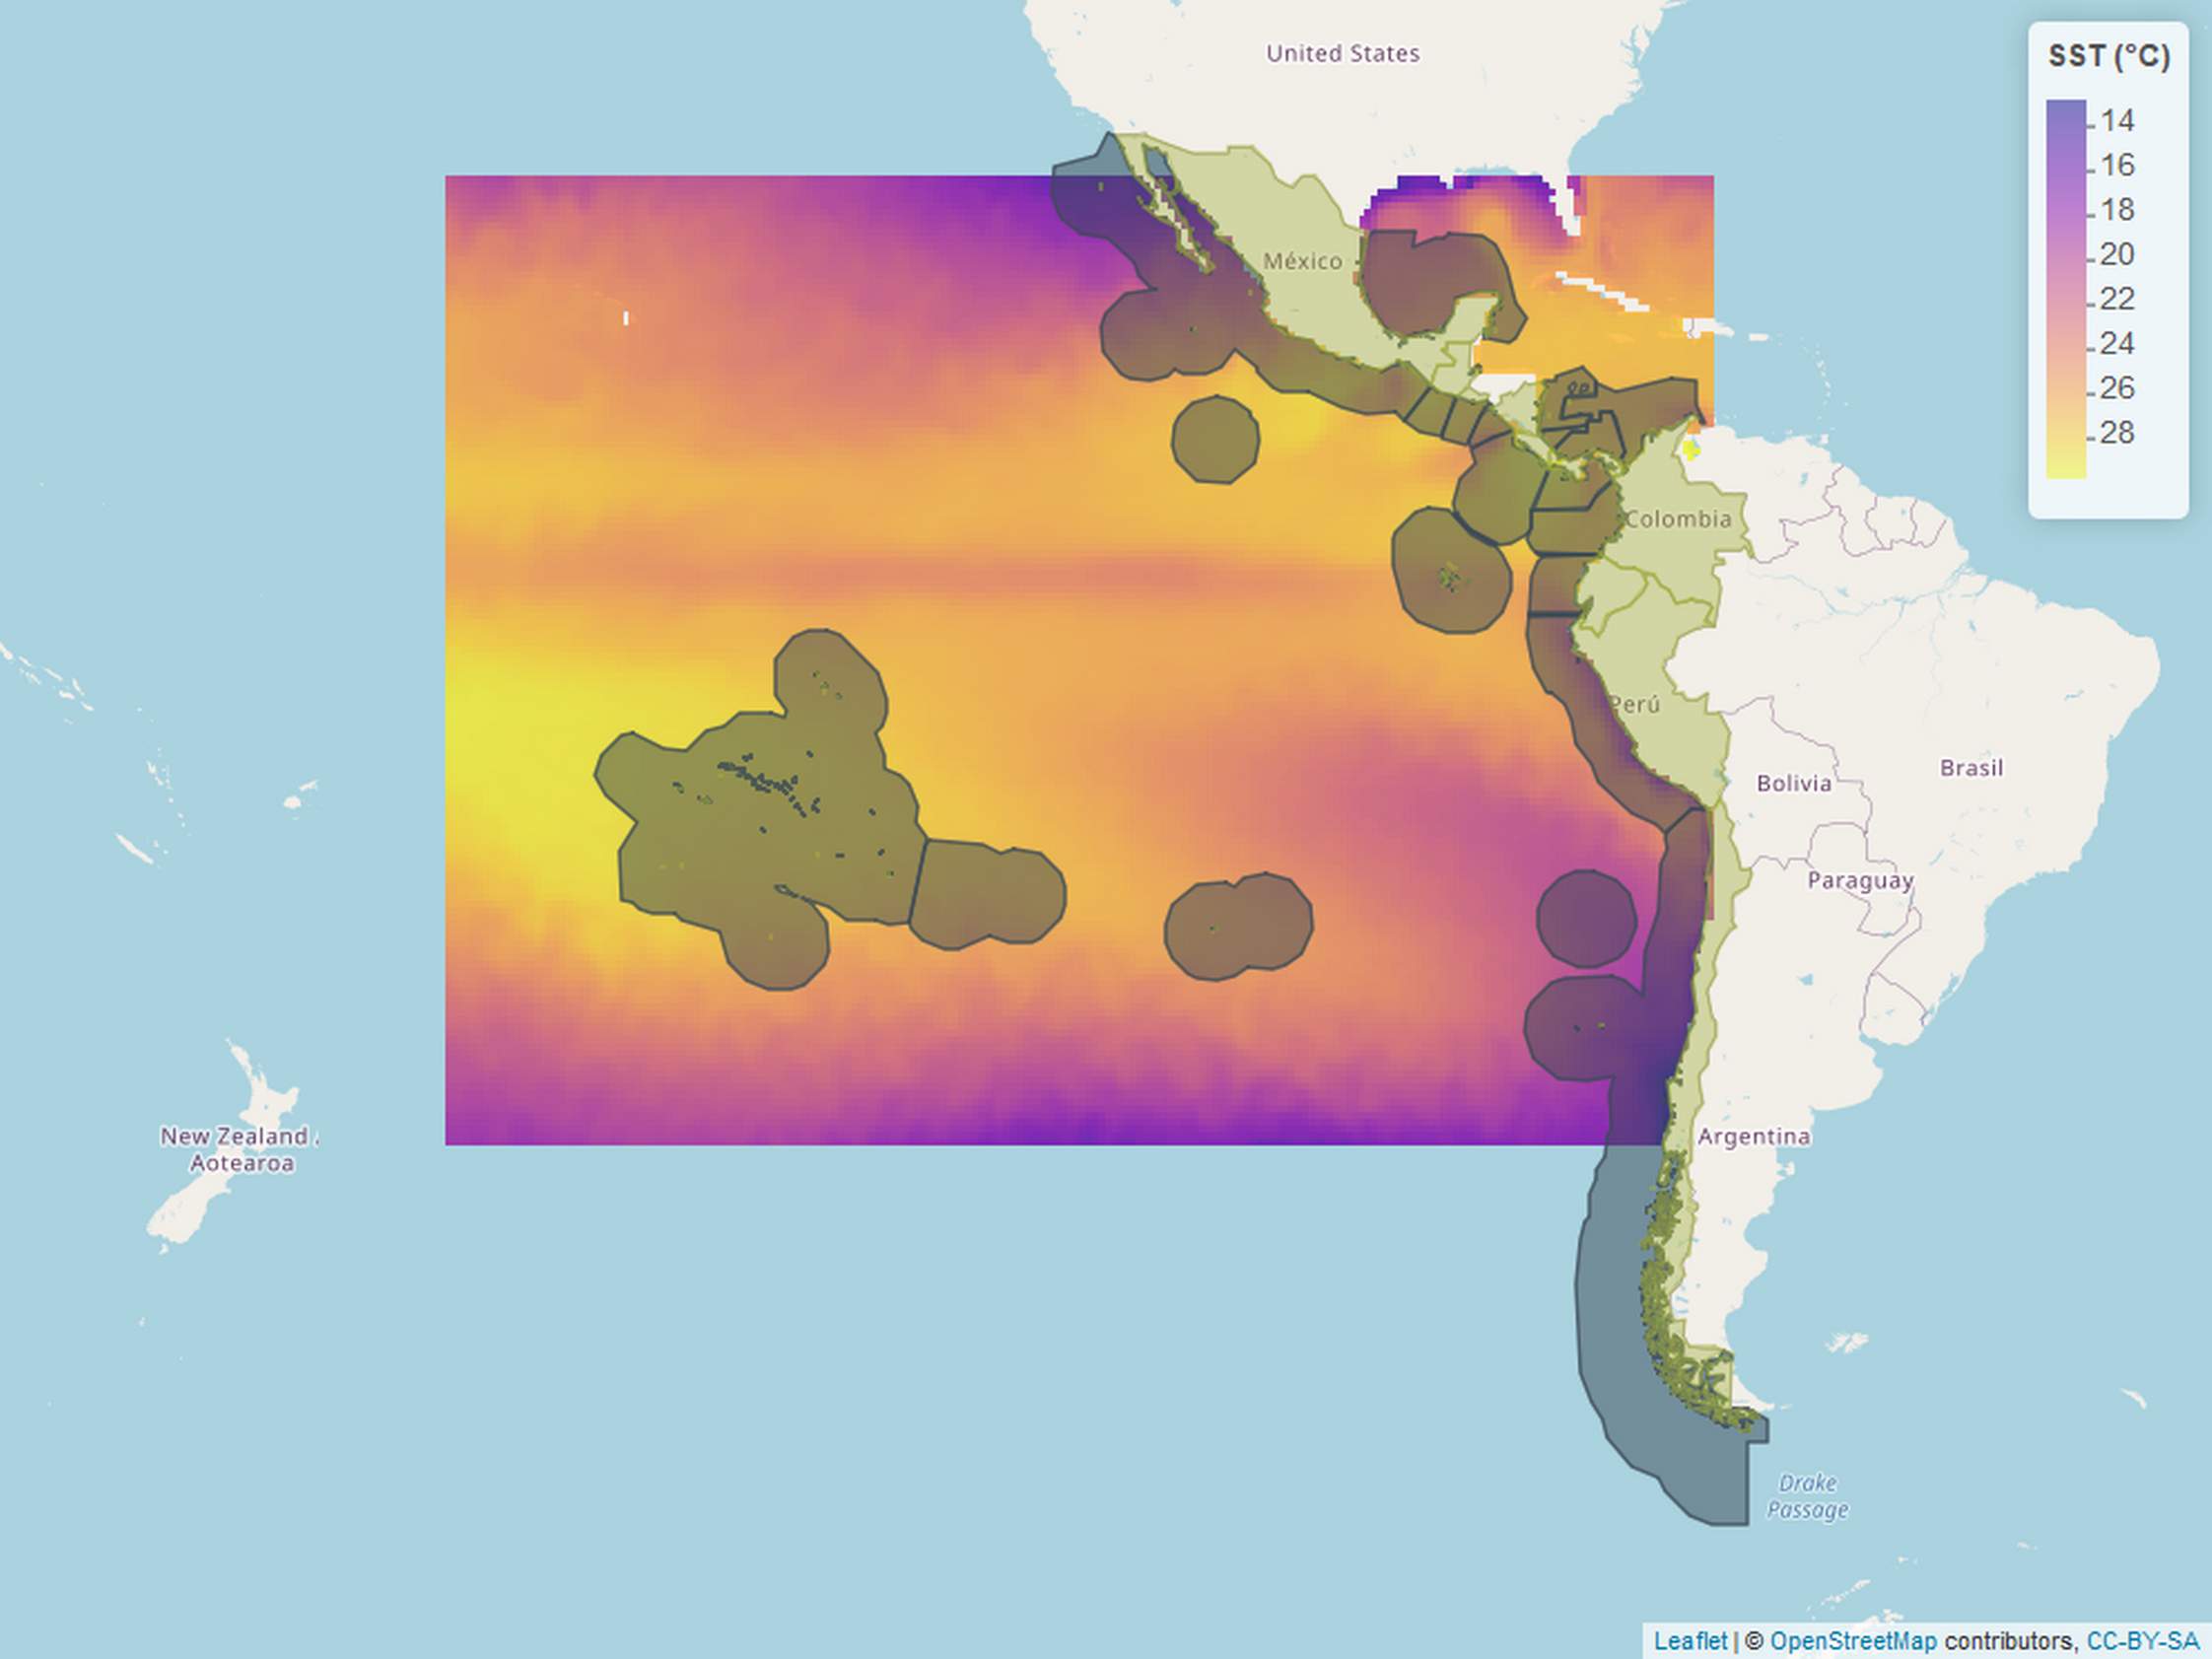 United States
SST (°C)
14
16
18
20
22
24
26
28
México
Colombia
Perú
Bolivia
Brasil
Paraguay
New Zealand
Aotearoa
Argentina
Drake
Passage
Leaflet | © OpenStreetMap contributors, CC-BY-SA